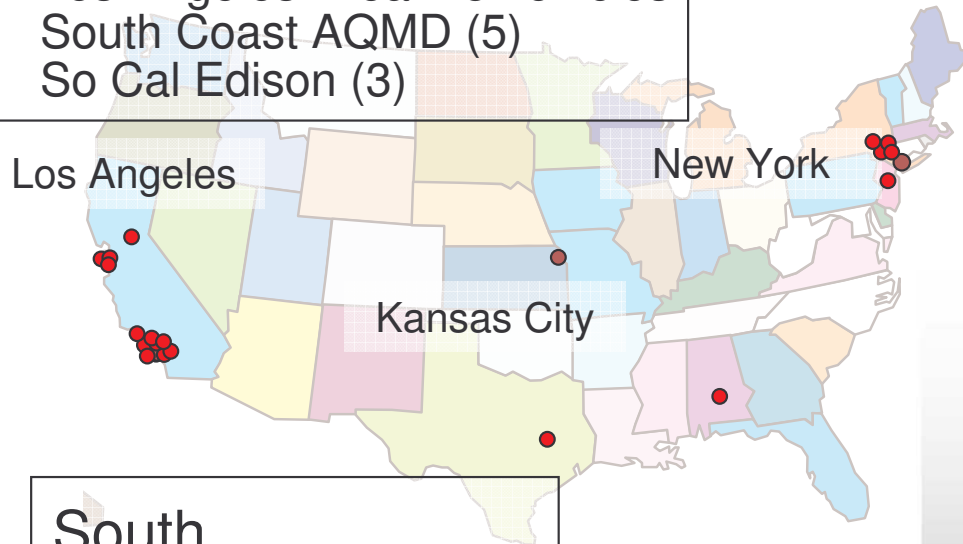 South Coast AQMD (5)
So Cal Edison (3)
Los Angeles
New York
Kansas City
South